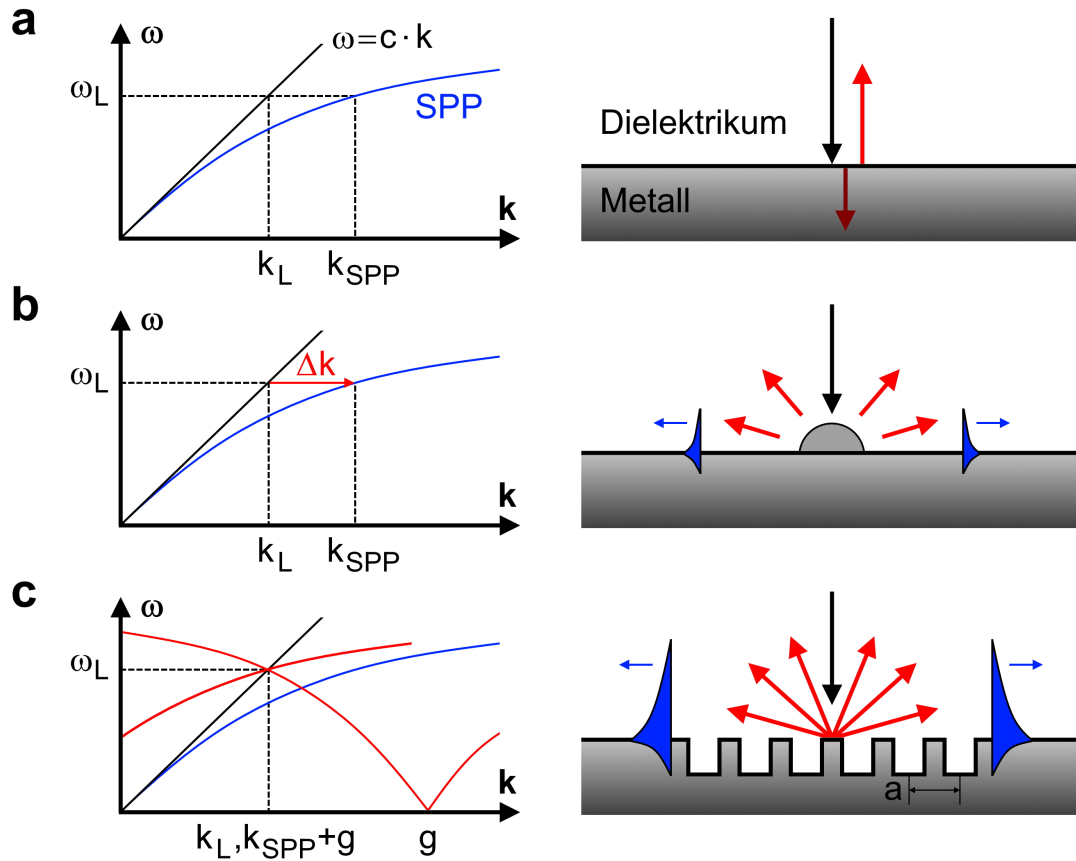 a
ω
ω=c·k
ω_L
SPP
k
k_L
k_SPP
Dielektrikum
Metall
b
ω
ω_L
Δk
k
k_L
k_SPP
c
ω
ω_L
k
k_L,k_SPP+g
g
a